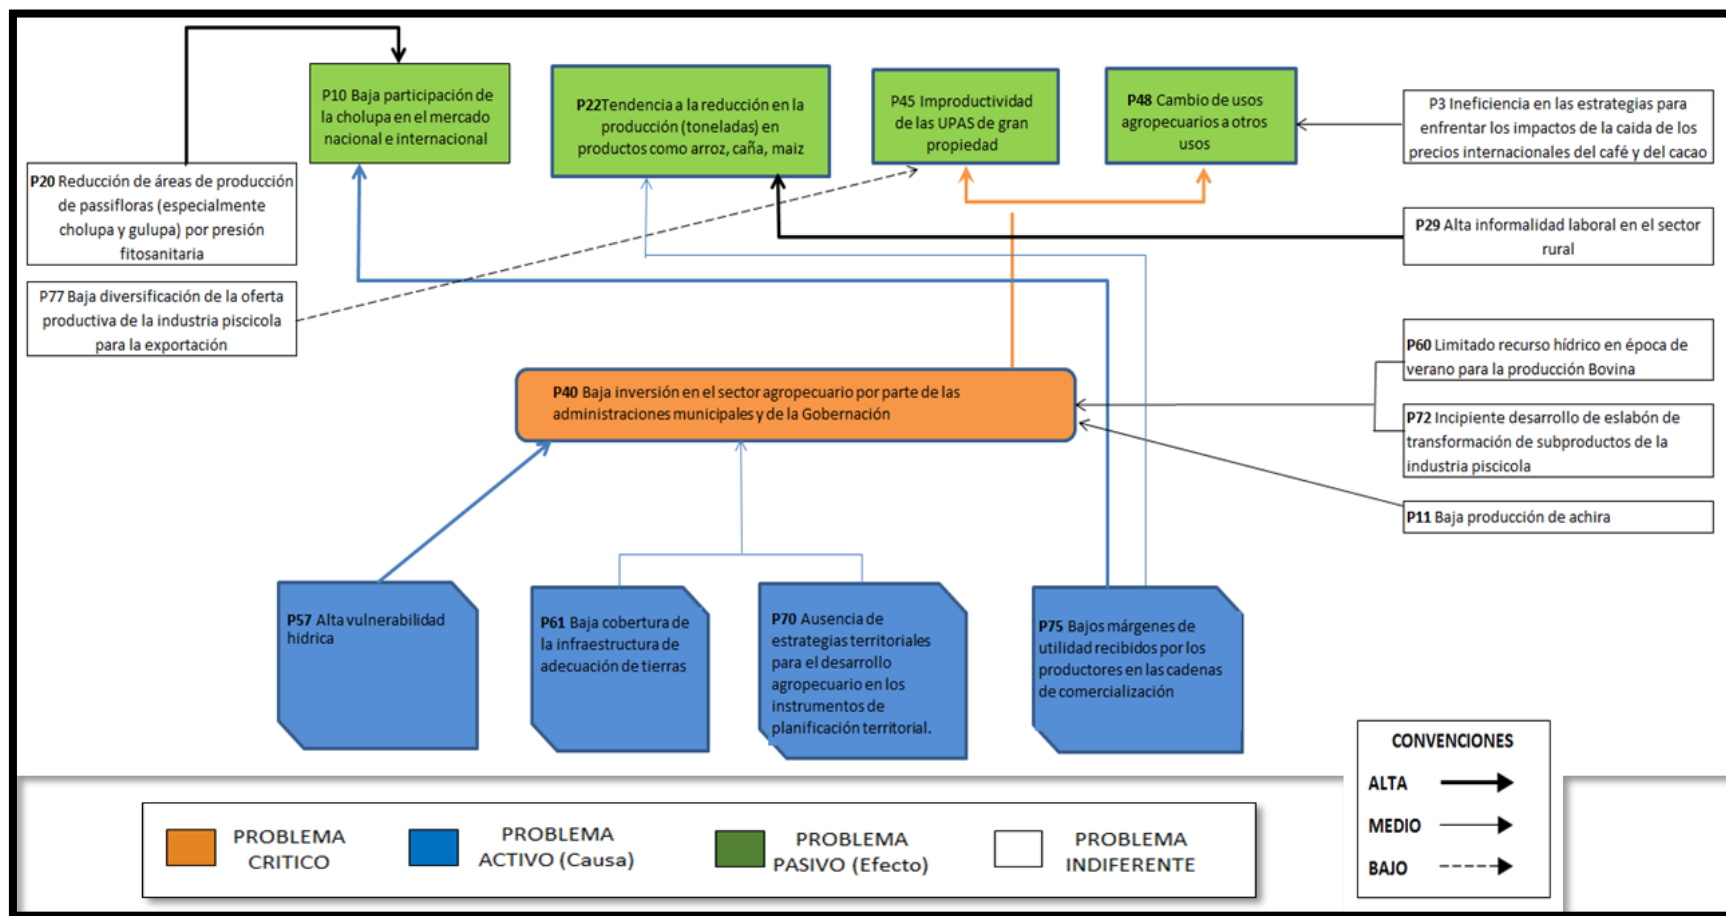 P10 Baja participación de
la cholupa en el mercado
nacional e internacional
P22Tendencia a la reducción en la
producción (toneladas) en
productos como arroz, caña, maiz
P45 Improductividad
de las UPAS de gran
propiedad
P48 Cambio de usos
agropecuarios a otros
usos
P3 Ineficiencia en las estrategias para
enfrentar los impactos de la caida de los
precios internacionales del café y del cacao
P20 Reducción de áreas de producción
de passifloras (especialmente
cholupa y gulupa) por presión
fitosanitaria
P29 Alta informalidad laboral en el sector
rural
P77 Baja diversificación de la oferta
productiva de la industria piscicola
para la exportación
P60 Limitado recurso hídrico en época de
verano para la producción Bovina
P40 Baja inversión en el sector agropecuario por parte de las
administraciones municipales y de la Gobernación
P72 Incipiente desarrollo de eslabón de
transformación de subproductos de la
industria piscicola
P11 Baja producción de achira
P57 Alta vulnerabilidad
hidrica
P61 Baja cobertura de
la infraestructura de
adecuación de tierras
P70 Ausencia de
estrategias territoriales
para el desarrollo
agropecuario en los
instrumentos de
planificación territorial.
P75 Bajos márgenes de
utilidad recibidos por los
productores en las cadenas
de comercialización
CONVENCIONES
ALTA
MEDIO
BAJO
PROBLEMA
CRITICO
PROBLEMA
ACTIVO (Causa)
PROBLEMA
PASIVO (Efecto)
PROBLEMA
INDIFERENTE